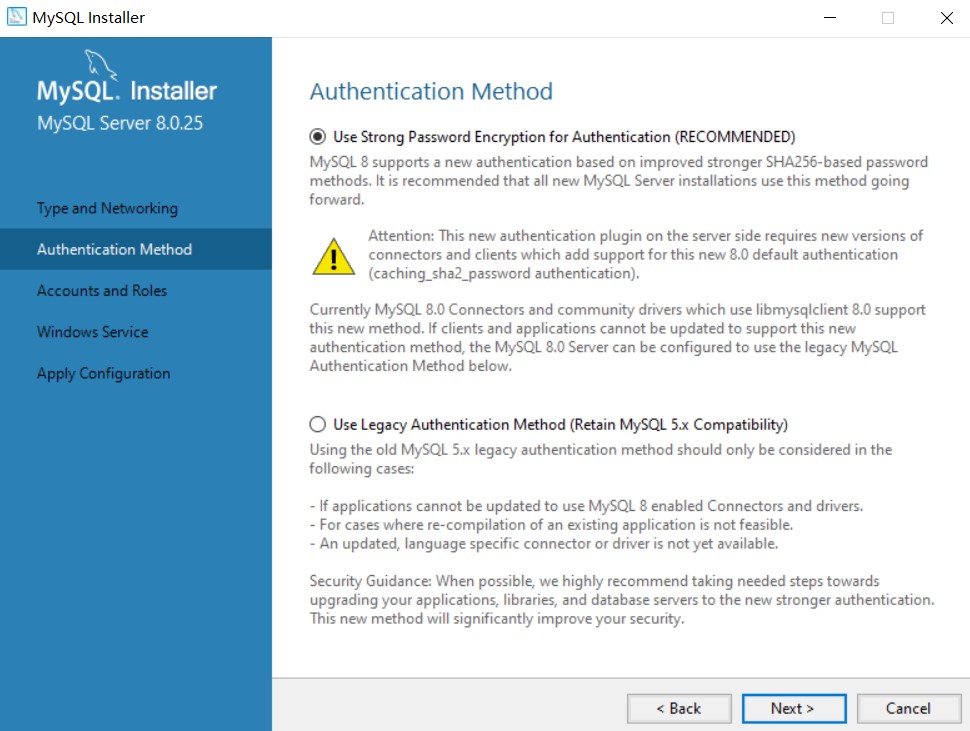 MySQL Installer
MySQL. Installer
MySQL Server 8.0.25
Type and Networking
Authentication Method
Accounts and Roles
Windows Service
Apply Configuration
Authentication Method
Use Strong Password Encryption for Authentication (RECOMMENDED)
MySQL 8 supports a new authentication based on improved stronger SHA256-based password
methods. It is recommended that all new MySQL Server installations use this method going
forward.
Attention: This new authentication plugin on the server side requires new versions of
connectors and clients which add support for this new 8.0 default authentication
(caching_sha2_password authentication).
Currently MySQL 8.0 Connectors and community drivers which use libmysqlclient 8.0 support
this new method. If clients and applications cannot be updated to support this new
authentication method, the MySQL 8.0 Server can be configured to use the legacy MySQL
Authentication Method below.
Use Legacy Authentication Method (Retain MySQL 5.x Compatibility)
Using the old MySQL 5.x legacy authentication method should only be considered in the
following cases:
- If applications cannot be updated to use MySQL 8 enabled Connectors and drivers.
- For cases where re-compilation of an existing application is not feasible.
- An updated, language specific connector or driver is not yet available.
Security Guidance: When possible, we highly recommend taking needed steps towards
upgrading your applications, libraries, and database servers to the new stronger authentication.
This new method will significantly improve your security.
< Back
Next >
Cancel